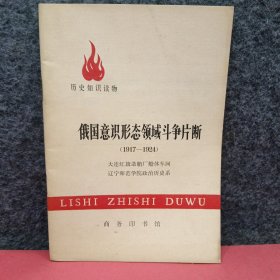 历史知识读物
俄国意识形态领域斗争片断
(1917—1924)
大连红旗造船厂船体车间
辽宁师范学院政治历史系
LISHI ZHISHI DUWU
商务印书馆